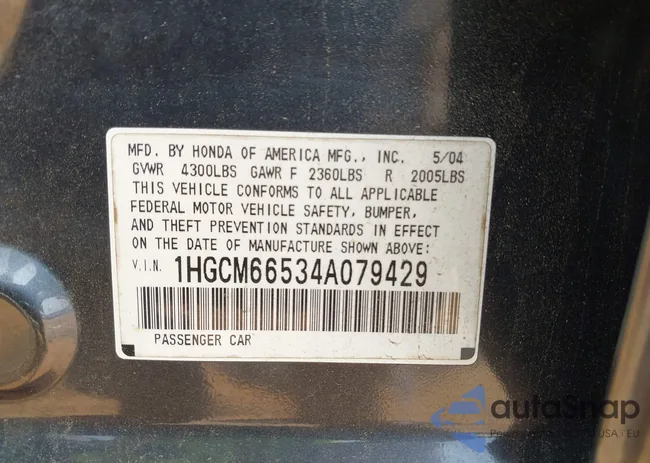 MFD. BY HONDA OF AMERICA MFG., INC. 5/04
GVWR 4300LBS GAWR F 2360LBS R 2005LBS
THIS VEHICLE CONFORMS TO ALL APPLICABLE
FEDERAL MOTOR VEHICLE SAFETY, BUMPER,
AND THEFT PREVENTION STANDARDS IN EFFECT
ON THE DATE OF MANUFACTURE SHOWN ABOVE:
V.I.N. 1HGCM66534A079429
PASSENGER CAR
autoSnap
USA · EU